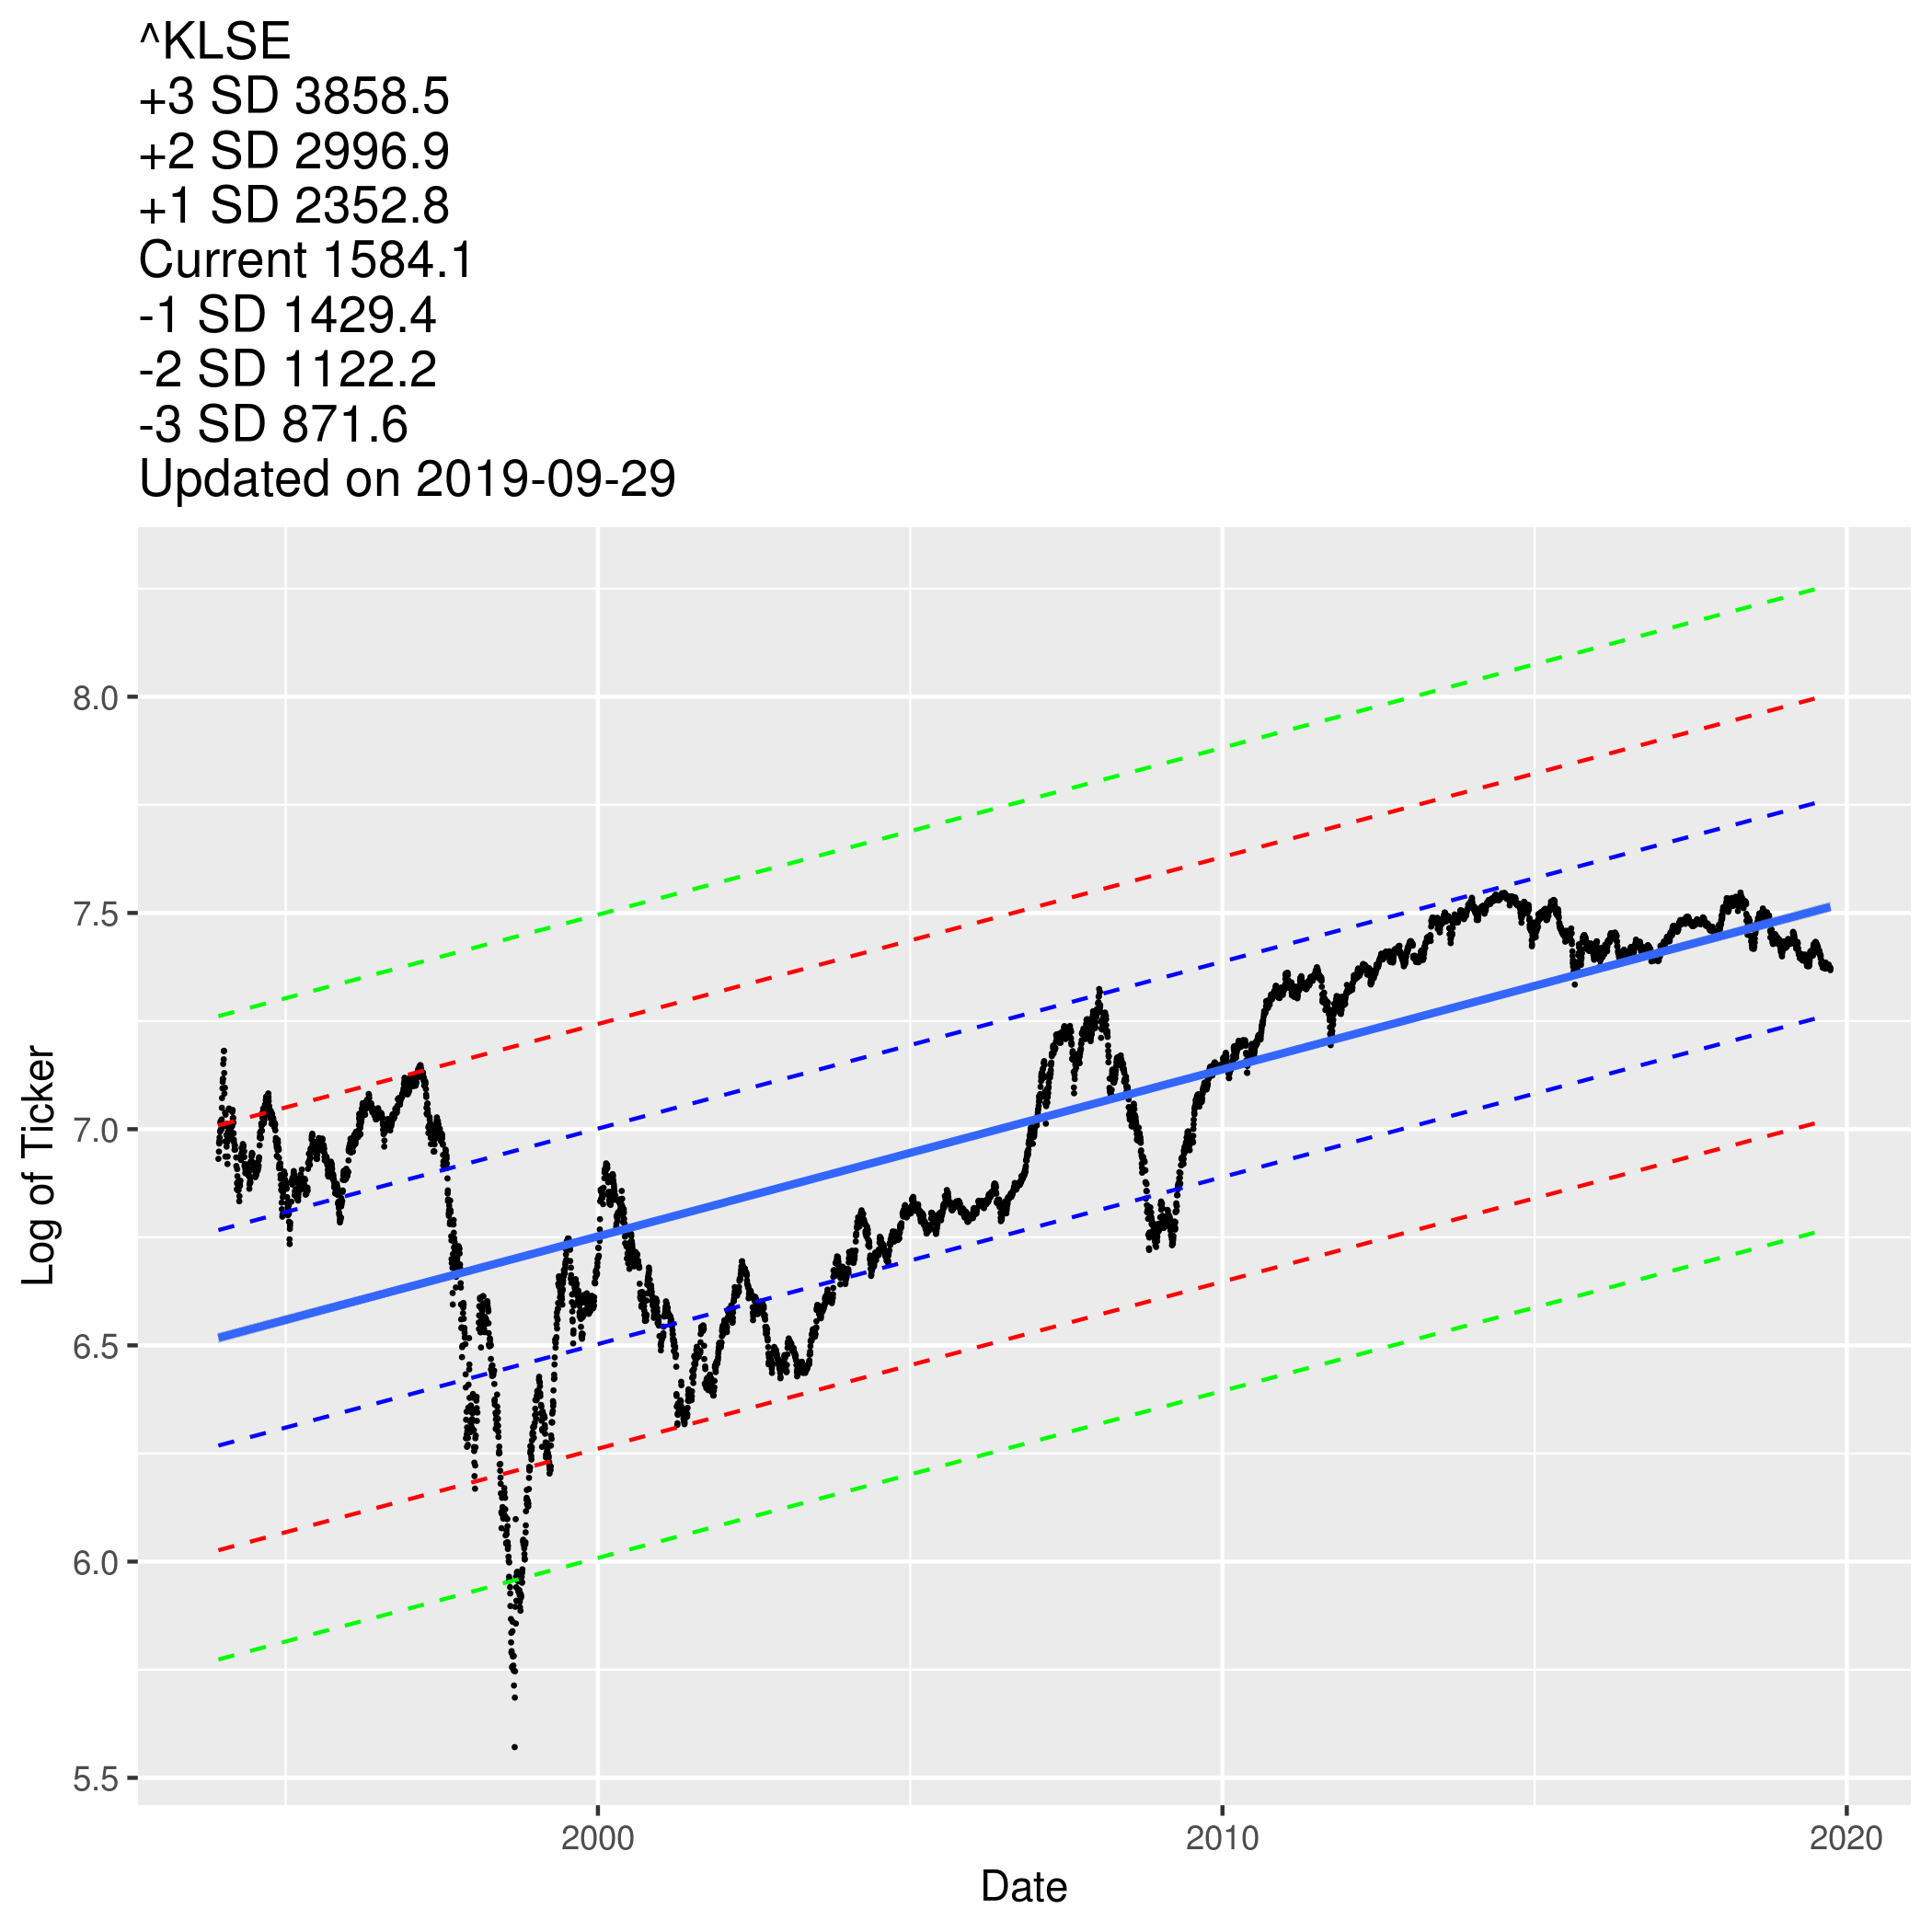 ^KLSE
+3 SD 3858.5
+2 SD 2996.9
+1 SD 2352.8
Current 1584.1
-1 SD 1429.4
-2 SD 1122.2
-3 SD 871.6
Updated on 2019-09-29
8.0
7.5
7.0
6.5
6.0
5.5
Log of Ticker
2000 2010 2020
Date